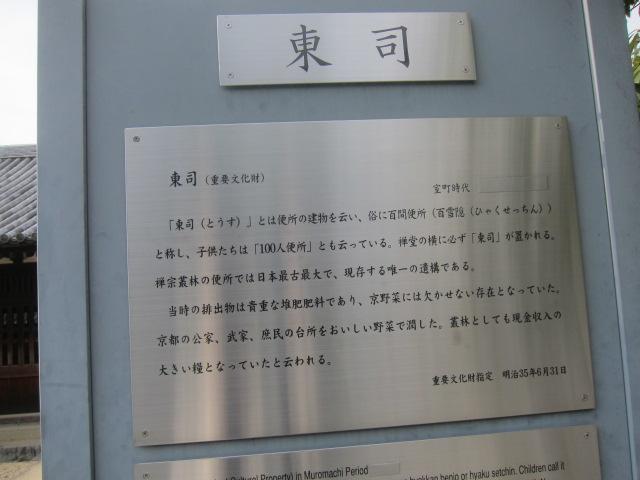 東司
東司（重要文化財）
室町時代
「東司（とうす）」とは便所の建物を云い、俗に百間便所（百雪隠（ひゃくせっちん））
と称し、子供たちは「100人便所」とも云っている。禅堂の横に必ず「東司」が置かれる。
禅宗叢林の便所では日本最古最大で、現存する唯一の遺構である。
当時の排出物は貴重な堆肥肥料であり、京野菜には欠かせない存在となっていた。
京都の公家、武家、庶民の台所をおいしい野菜で潤した。叢林としても現金収入の
大きい糧となっていたと云われる。
重要文化財指定　明治35年6月31日
Cultural Property) in Muromachi Period
benjo or hyaku setchin. Children call it